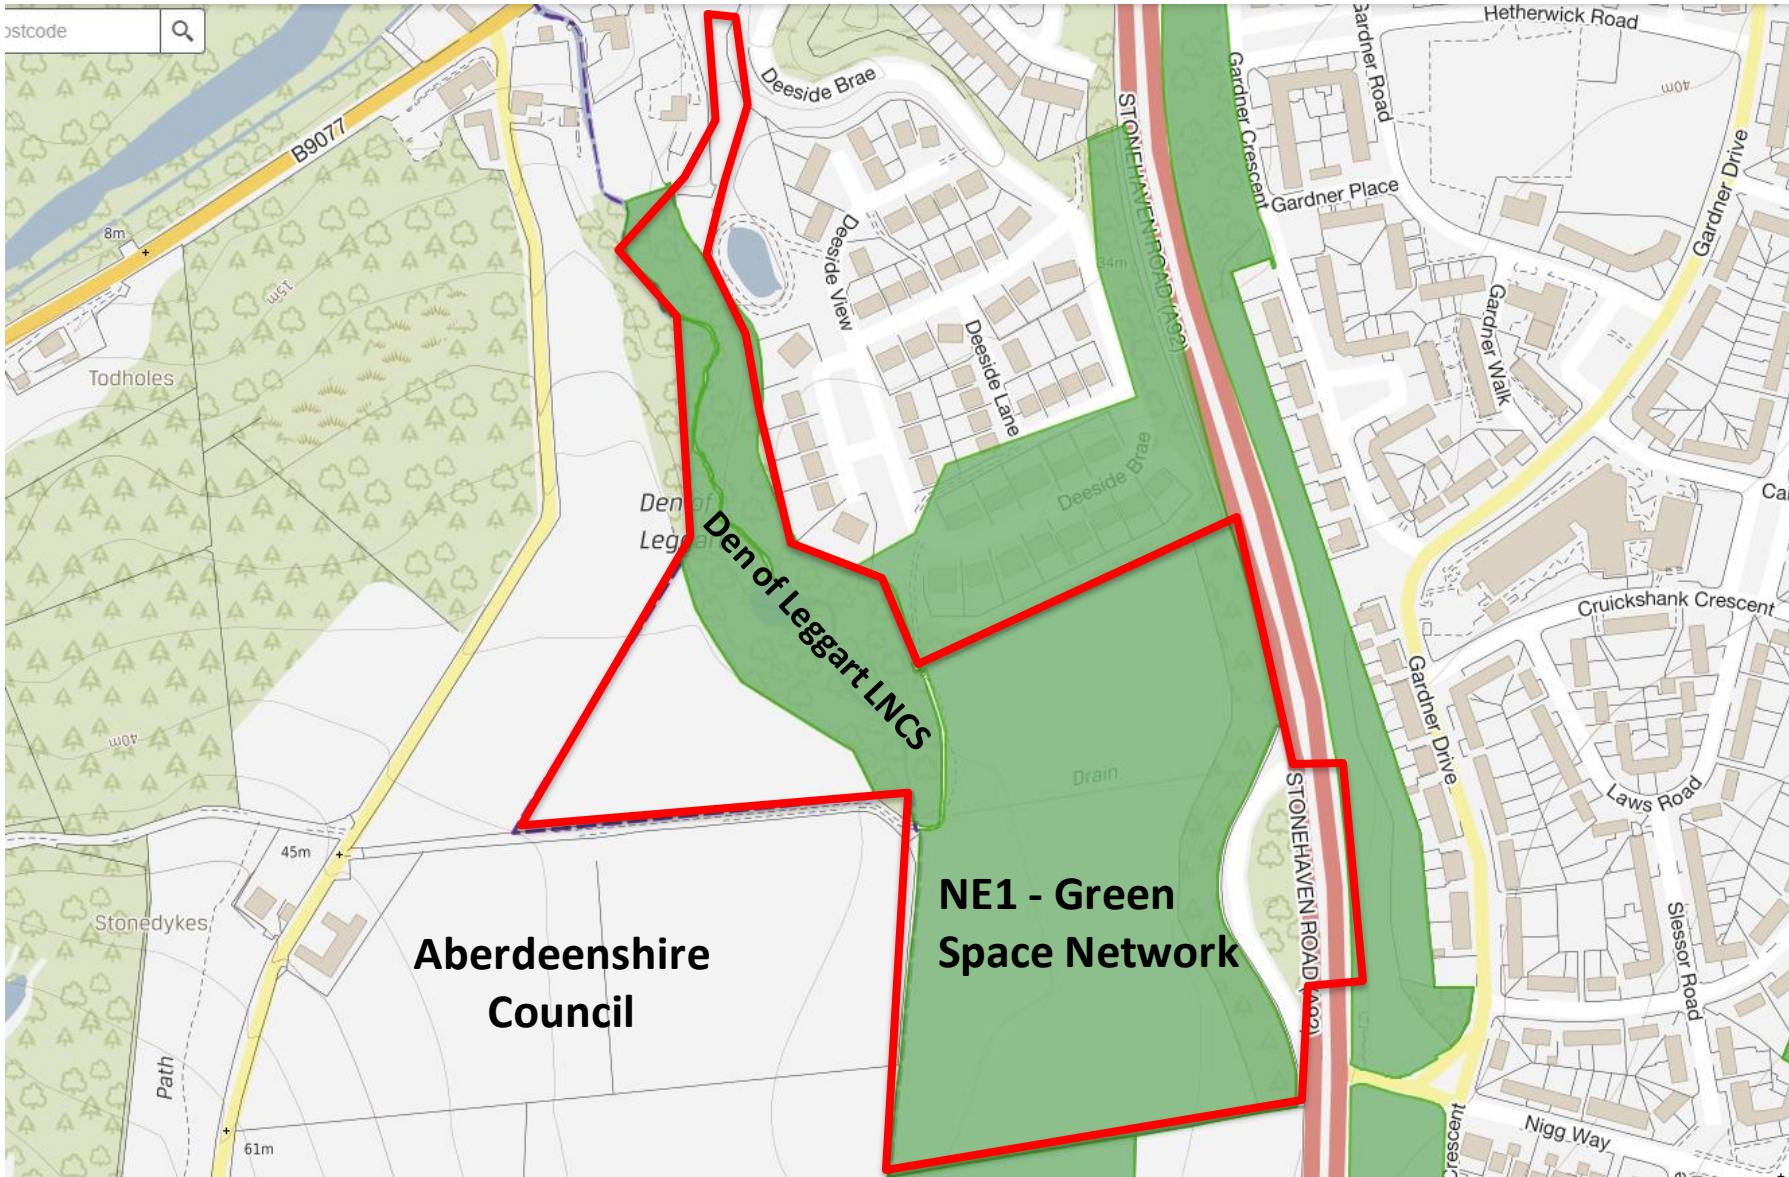 ostcode
Hetherwick Road
Gardner Road
40m
Deeside Brae
B9077
STONEHAVEN ROAD (A92)
Gardner Crescent
Gardner Place
Gardner Drive
8m
Deeside View
34m
15m
Gardner Walk
Deeside Lane
Todholes
Deeside Brae
Den of
Den of Leggart LNCS
Cruickshank Crescent
Gardner Drive
40m
Drain
STONEHAVEN ROAD (A92)
Laws Road
45m
NE1 - Green
Space Network
Slessor Road
Stonedykes
Aberdeenshire
Council
Path
61m
Nigg Way
Crescent